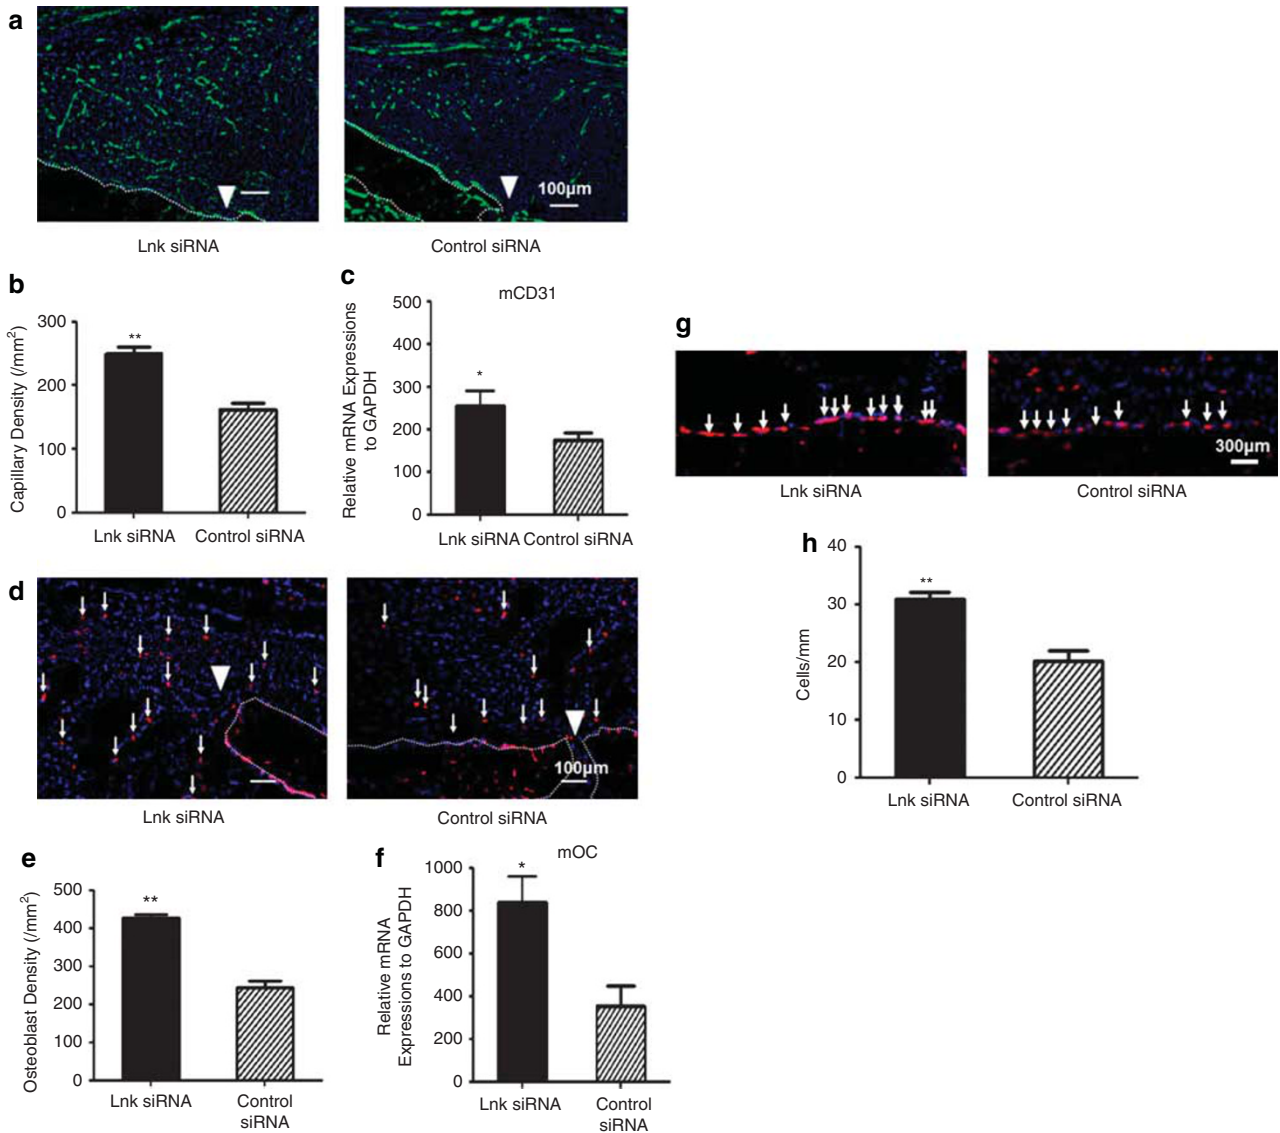 a
100µm
Lnk siRNA
Control siRNA
b
Capillary Density (/mm²)
300
200
100
0
**
Lnk siRNA
Control siRNA
c
mCD31
Relative mRNA Expressions
to GAPDH
500
400
300
200
100
0
*
Lnk siRNA
Control siRNA
d
100µm
Lnk siRNA
Control siRNA
e
Osteoblast Density (/mm²)
500
400
300
200
100
0
**
Lnk siRNA
Control
siRNA
f
mOC
Relative mRNA
Expressions to GAPDH
1000
800
600
400
200
0
*
Lnk siRNA
Control
siRNA
g
300µm
Lnk siRNA
Control siRNA
h
Cells/mm
40
30
20
10
0
**
Lnk siRNA
Control siRNA